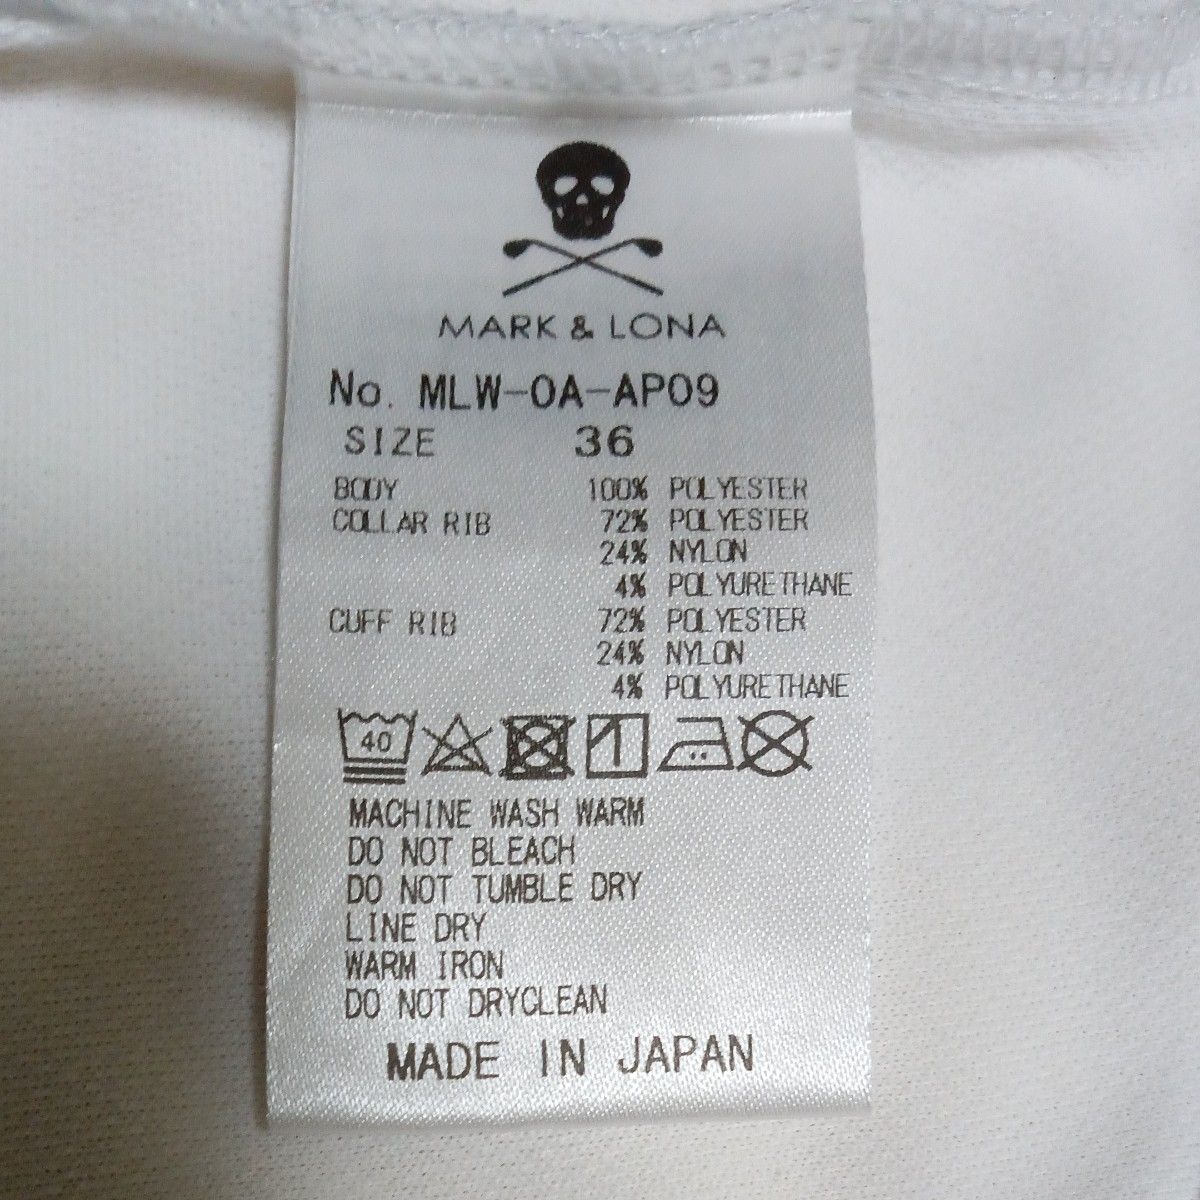 MARK & LONA
No. MLW-OA-AP09
SIZE 36
BODY 100% POLYESTER
COLLAR RIB 72% POLYESTER
24% NYLON
4% POLYURETHANE
CUFF RIB 72% POLYESTER
24% NYLON
4% POLYURETHANE
40
MACHINE WASH WARM
DO NOT BLEACH
DO NOT TUMBLE DRY
LINE DRY
WARM IRON
DO NOT DRYCLEAN
MADE IN JAPAN